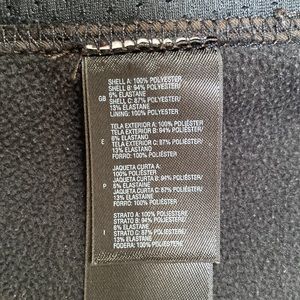 SHELL A: 100% POLYESTER
SHELL B: 94% POLYESTER/
GB 6% ELASTANE
SHELL C: 87% POLYESTER/
13% ELASTANE
LINING: 100% POLYESTER
TELA EXTERIOR A: 100% POLIÉSTER
TELA EXTERIOR B: 94% POLIÉSTER/
E 6% ELASTANO
TELA EXTERIOR C: 87% POLIÉSTER/
13% ELASTANO
FORRO: 100% POLIÉSTER
JAQUETA CURTA A:
100% POLIÉSTER
JAQUETA CURTA B: 94% POLIÉSTER/
P 6% ELASTAINE
JAQUETA CURTA C: 87% POLIÉSTER/
13% ELASTAINE
FORRO: 100% POLIÉSTER
STRATO A: 100% POLIESTERE
STRATO B: 94% POLIESTERE/
6% ELASTANE
I STRATO C: 87% POLIESTERE/
13% ELASTANE
FODERA: 100% POLIESTERE